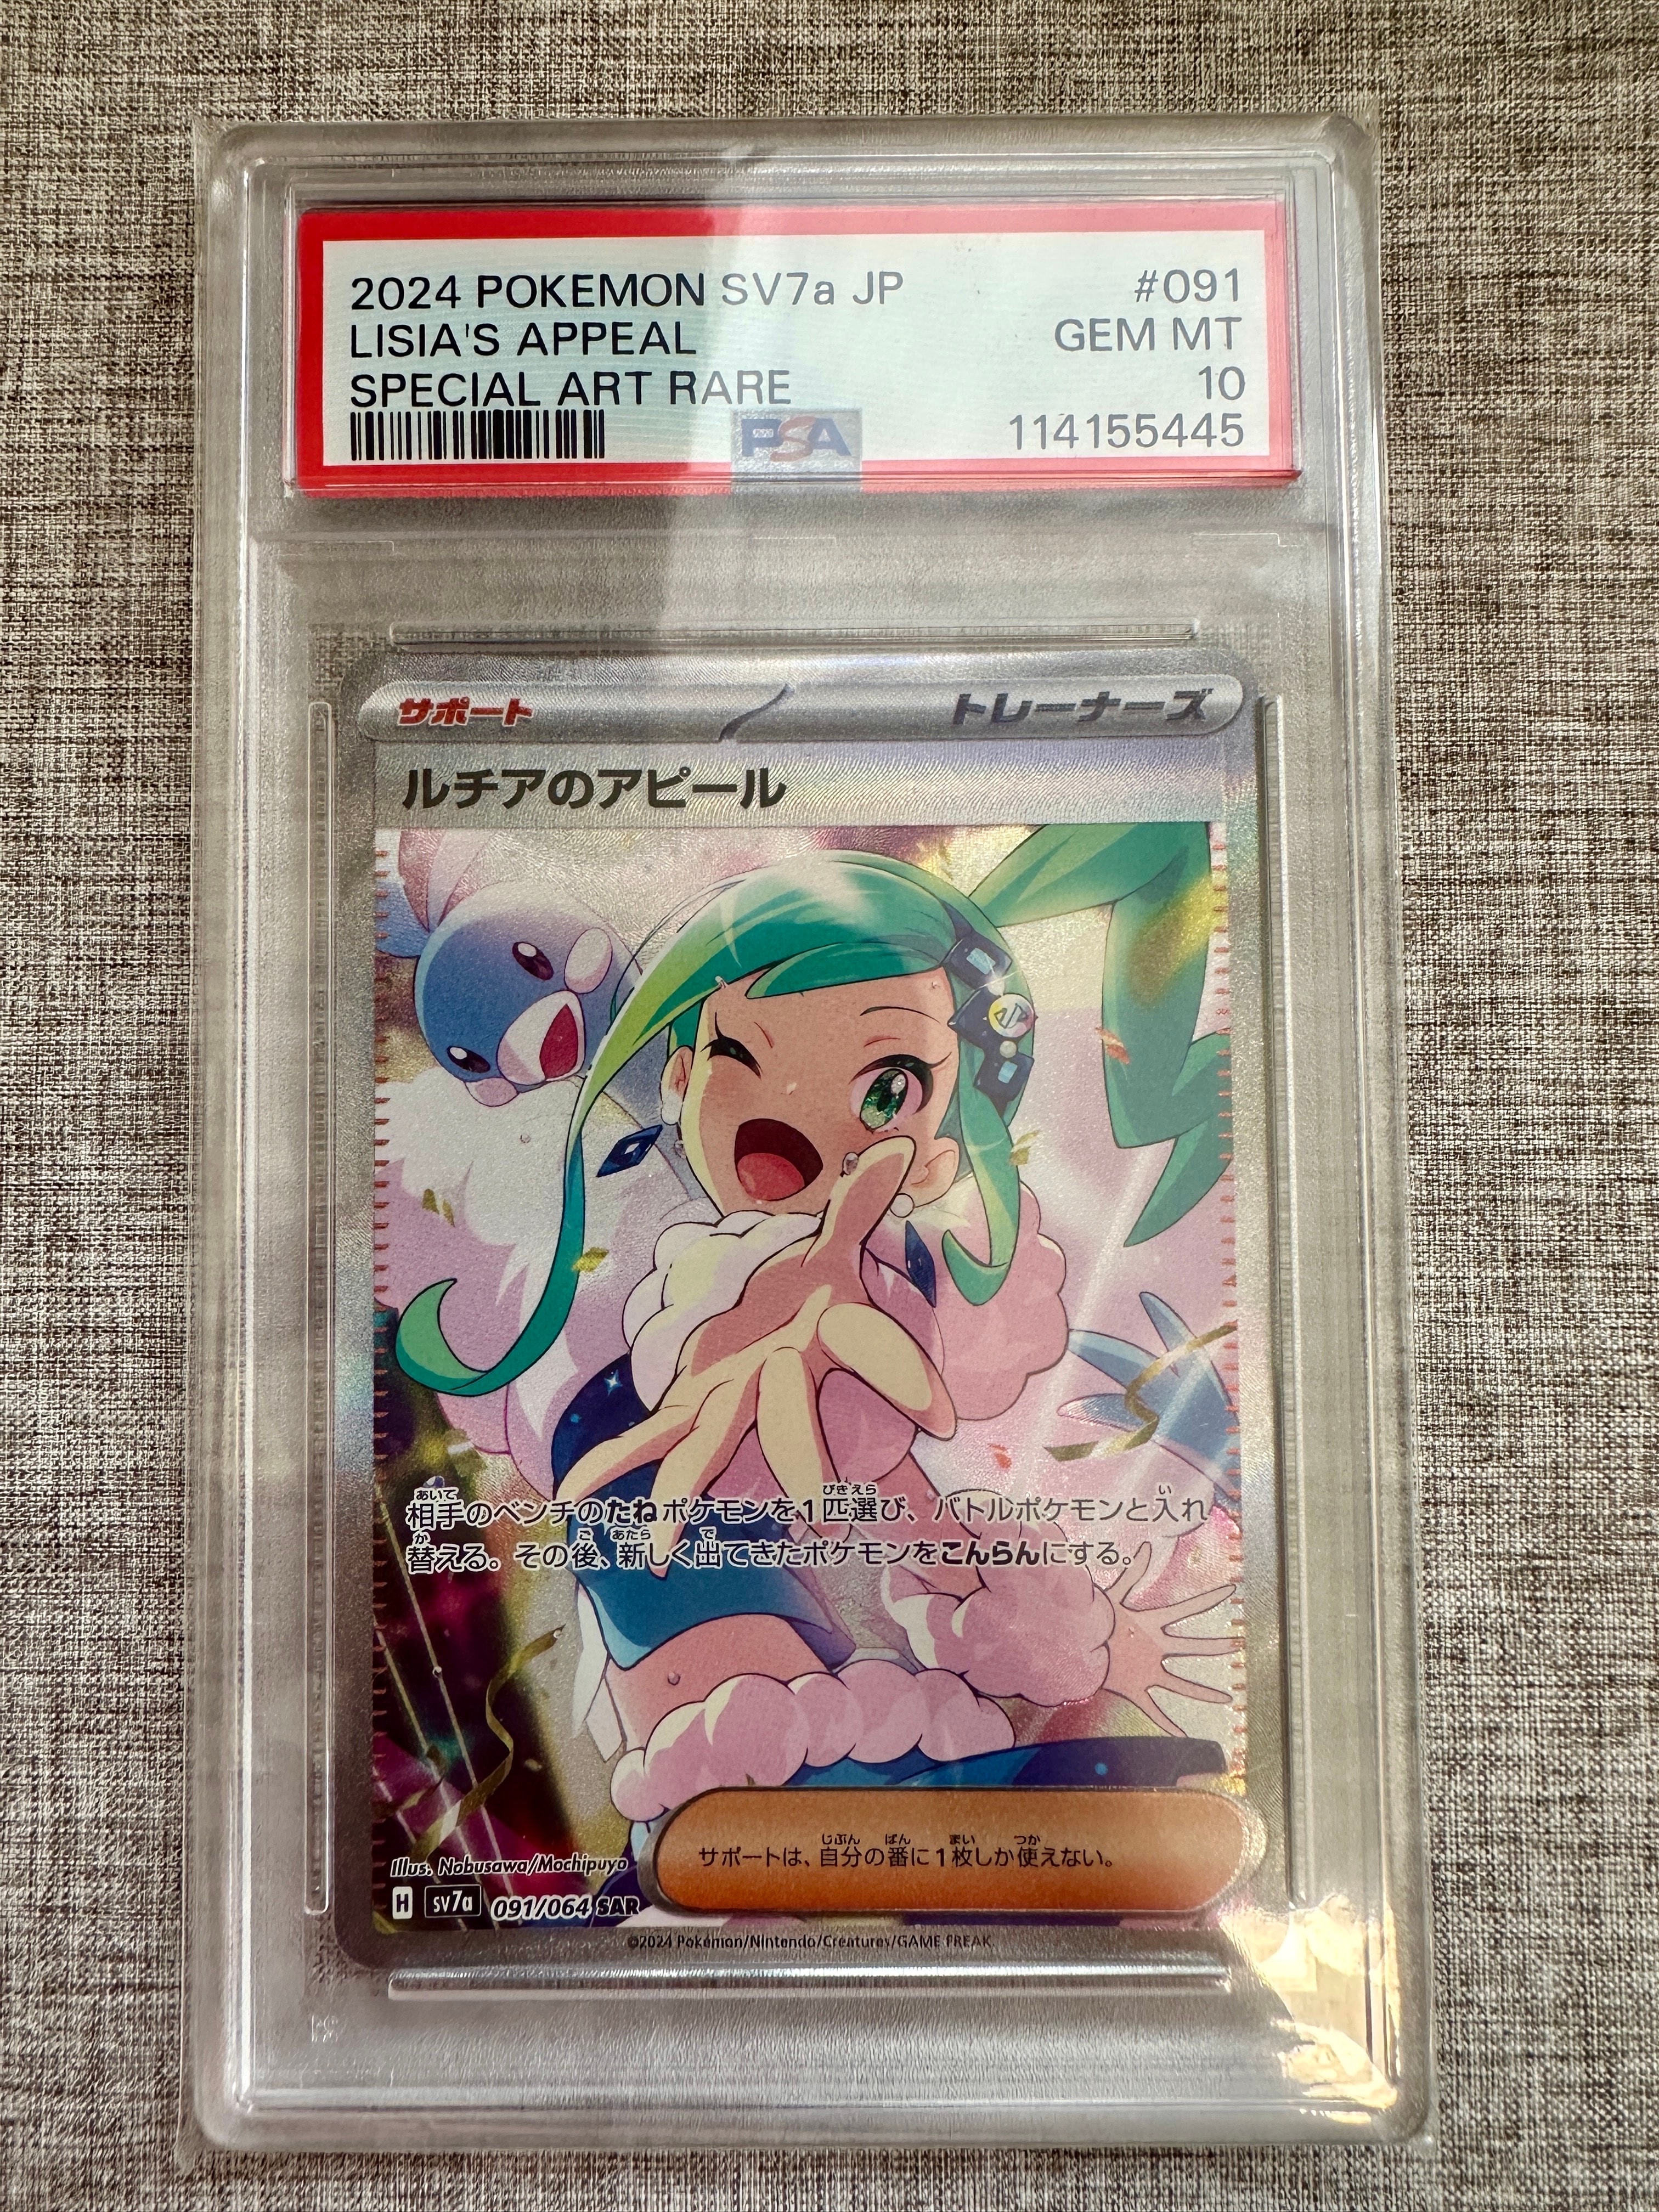 2024 POKEMON SV7a JP #091
LISIA'S APPEAL GEM MT
SPECIAL ART RARE 10
PSA 114155445
サポート トレーナーズ
ルチアのアピール
相手のベンチのたねポケモンを1匹選び、バトルポケモンと入れ
替える。その後、新しく出てきたポケモンをこんらんにする。
サポートは、自分の番に1枚しか使えない。
Illus. Nobusawa/Mochipuyo
H sv7a 091/064 SAR
©2024 Pokémon/Nintendo/Creatures/GAME FREAK